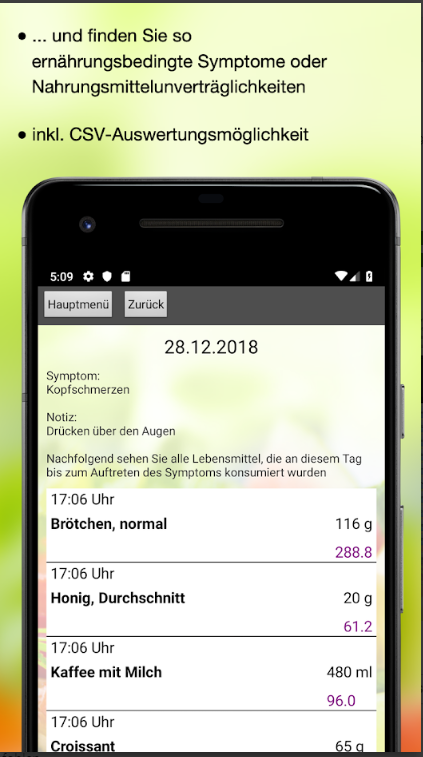 ● ... und finden Sie so
ernährungsbedingte Symptome oder
Nahrungsmittelunverträglichkeiten
● inkl. CSV-Auswertungsmöglichkeit
5:09
Hauptmenü Zurück
28.12.2018
Symptom:
Kopfschmerzen
Notiz:
Drücken über den Augen
Nachfolgend sehen Sie alle Lebensmittel, die an diesem Tag
bis zum Auftreten des Symptoms konsumiert wurden
17:06 Uhr
Brötchen, normal 116 g
288.8
17:06 Uhr
Honig, Durchschnitt 20 g
61.2
17:06 Uhr
Kaffee mit Milch 480 ml
96.0
17:06 Uhr
Croissant 65 g